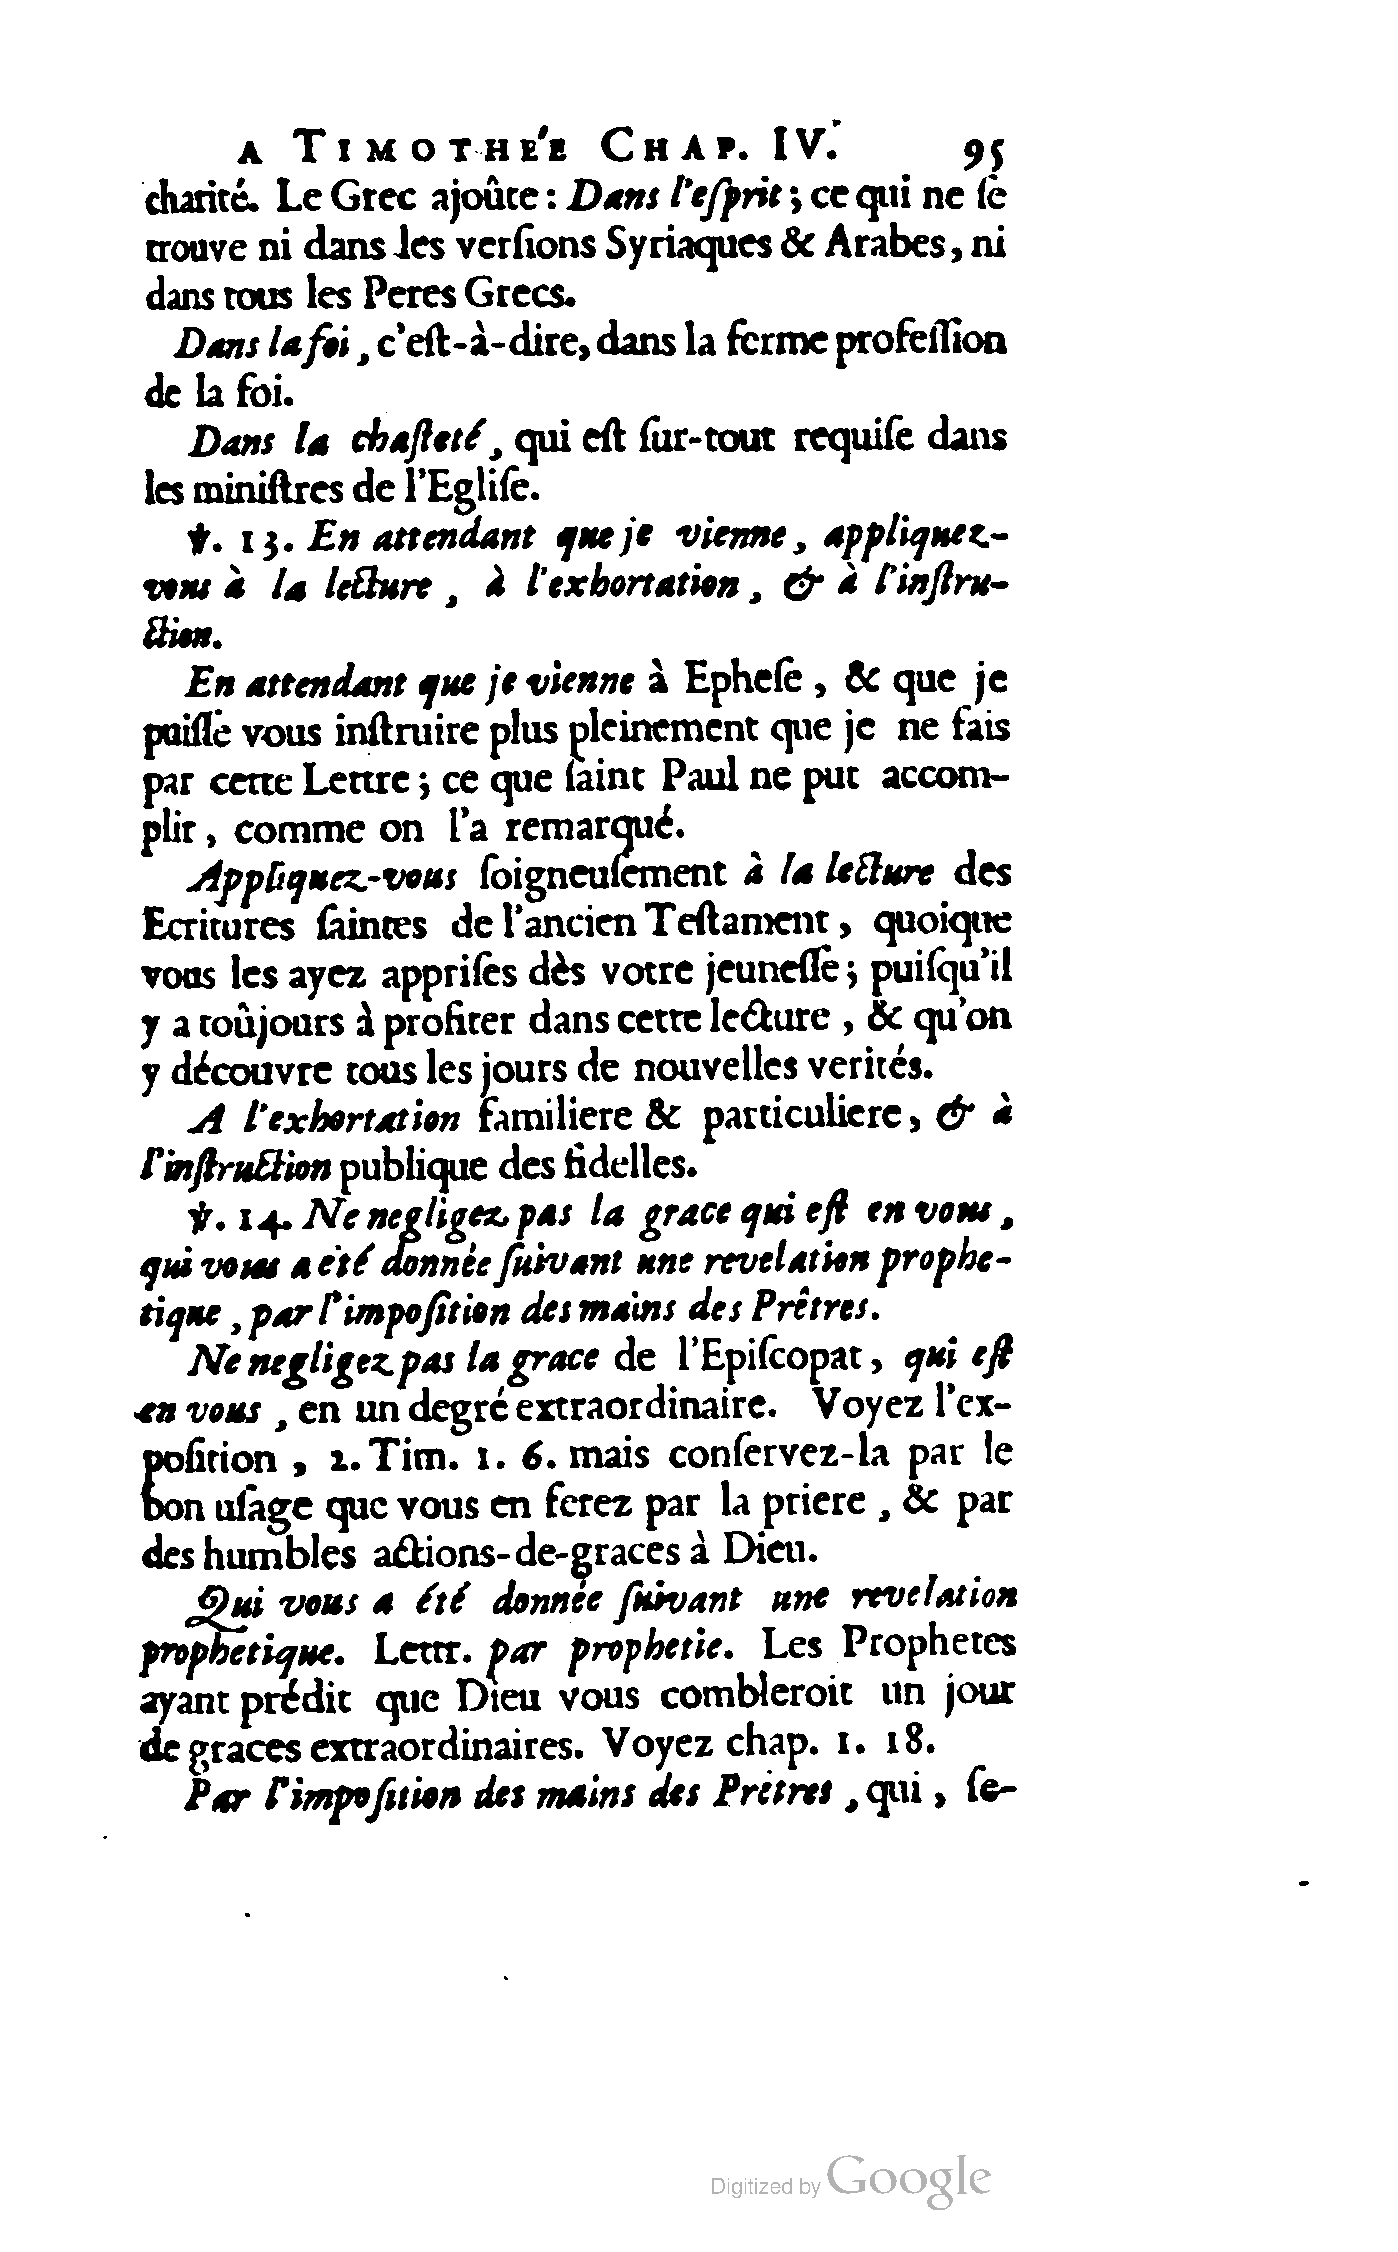 A TIMOTHE'E CHAP. IV. 95
charité. Le Grec ajoûte : Dans l'eſprit ; ce qui ne ſe
trouve ni dans les verſions Syriaques & Arabes, ni
dans tous les Peres Grecs.
Dans la foi, c'eſt-à-dire, dans la ferme profeſſion
de la foi.
Dans la chaſteté, qui eſt ſur-tout requiſe dans
les miniſtres de l'Egliſe.
℣. 13. En attendant que je vienne, appliquez-
vous à la lecture, à l'exhortation, & à l'inſtru-
ction.
En attendant que je vienne à Epheſe, & que je
puiſſe vous inſtruire plus pleinement que je ne fais
par cette Lettre ; ce que ſaint Paul ne put accom-
plir, comme on l'a remarqué.
Appliquez-vous ſoigneuſement à la lecture des
Ecritures ſaintes de l'ancien Teſtament, quoique
vous les ayez appriſes dès votre jeuneſſe ; puiſqu'il
y a toûjours à profiter dans cette lecture, & qu'on
y découvre tous les jours de nouvelles verités.
A l'exhortation familiere & particuliere, & à
l'inſtruction publique des fidelles.
℣. 14. Ne negligez pas la grace qui eſt en vous,
qui vous a été donnée ſuivant une revelation prophe-
tique, par l'impoſition des mains des Prêtres.
Ne negligez pas la grace de l'Epiſcopat, qui eſt
en vous, en un degré extraordinaire. Voyez l'ex-
poſition, 2. Tim. 1. 6. mais conſervez-la par le
bon uſage que vous en ferez par la priere, & par
des humbles actions-de-graces à Dieu.
Qui vous a été donnée ſuivant une revelation
prophetique. Lettr. par prophetie. Les Prophetes
ayant prédit que Dieu vous combleroit un jour
de graces extraordinaires. Voyez chap. 1. 18.
Par l'impoſition des mains des Prêtres, qui, ſe-
Digitized by Google